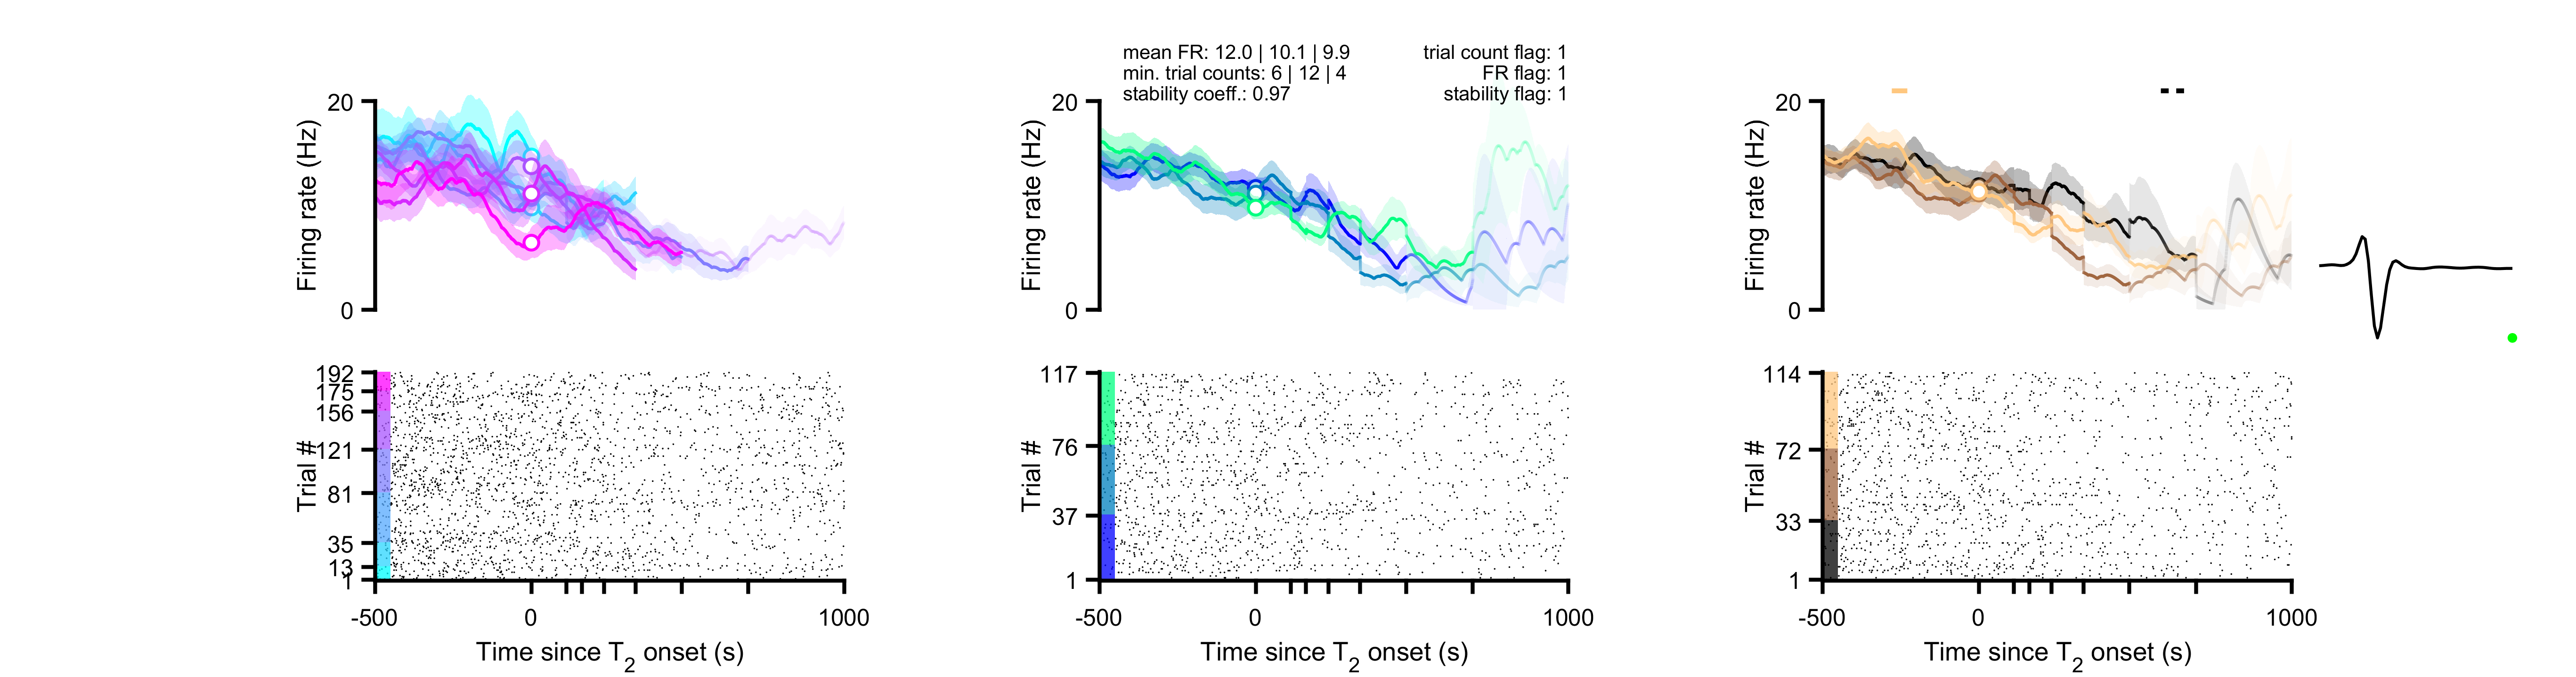 mean FR: 12.0 | 10.1 | 9.9
min. trial counts: 6 | 12 | 4
stability coeff.: 0.97
trial count flag: 1
FR flag: 1
stability flag: 1
Firing rate (Hz)
20
0
Firing rate (Hz)
20
0
Firing rate (Hz)
20
0
Trial #
192
175
156
121
81
35
13
1
-500
0
1000
Time since T2 onset (s)
Trial #
117
76
37
1
-500
0
1000
Time since T2 onset (s)
Trial #
114
72
33
1
-500
0
1000
Time since T2 onset (s)